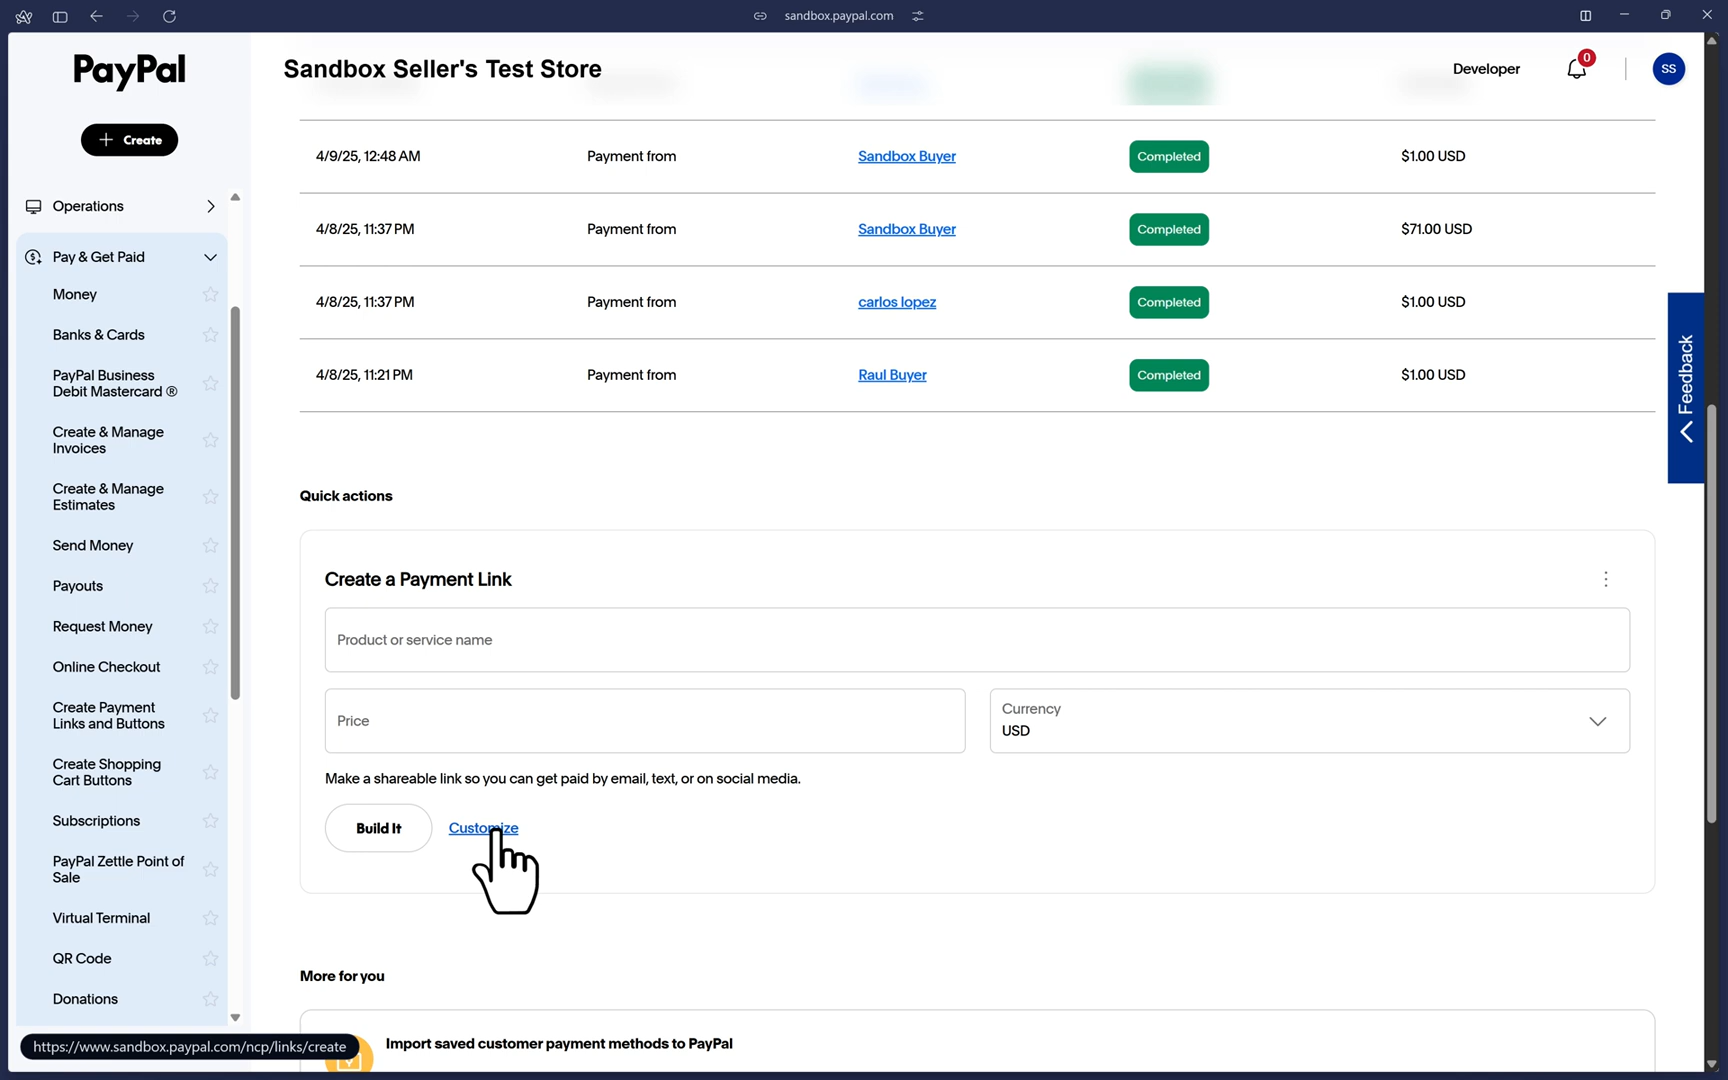 sandbox.paypal.com
PayPal
Sandbox Seller's Test Store
Developer
0
SS
Create
Operations
Pay & Get Paid
Money
Banks & Cards
PayPal Business
Debit Mastercard ®
Create & Manage
Invoices
Create & Manage
Estimates
Send Money
Payouts
Request Money
Online Checkout
Create Payment
Links and Buttons
Create Shopping
Cart Buttons
Subscriptions
PayPal Zettle Point of
Sale
Virtual Terminal
QR Code
Donations
https://www.sandbox.paypal.com/ncp/links/create
4/9/25, 12:48 AM Payment from Sandbox Buyer Completed $1.00 USD
4/8/25, 11:37 PM Payment from Sandbox Buyer Completed $71.00 USD
4/8/25, 11:37 PM Payment from carlos lopez Completed $1.00 USD
4/8/25, 11:21 PM Payment from Raul Buyer Completed $1.00 USD
Feedback
Quick actions
Create a Payment Link
Product or service name
Price
Currency
USD
Make a shareable link so you can get paid by email, text, or on social media.
Build It Customize
More for you
Import saved customer payment methods to PayPal